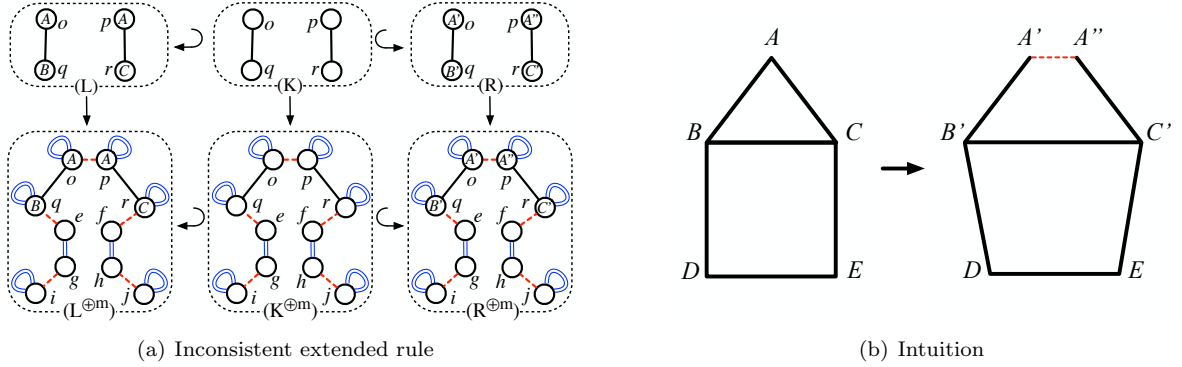 A o p A A' o p A''
o p
B q r C q r B' q r C'
(L) (K) (R)
A A A' A''
o p o p o p
B q r C q r B' q r C'
e f e f e f
g h g h g h
i j i j i j
(L⊕m) (K⊕m) (R⊕m)
(a) Inconsistent extended rule
A A' A''
B C B' C'
D E D E
(b) Intuition